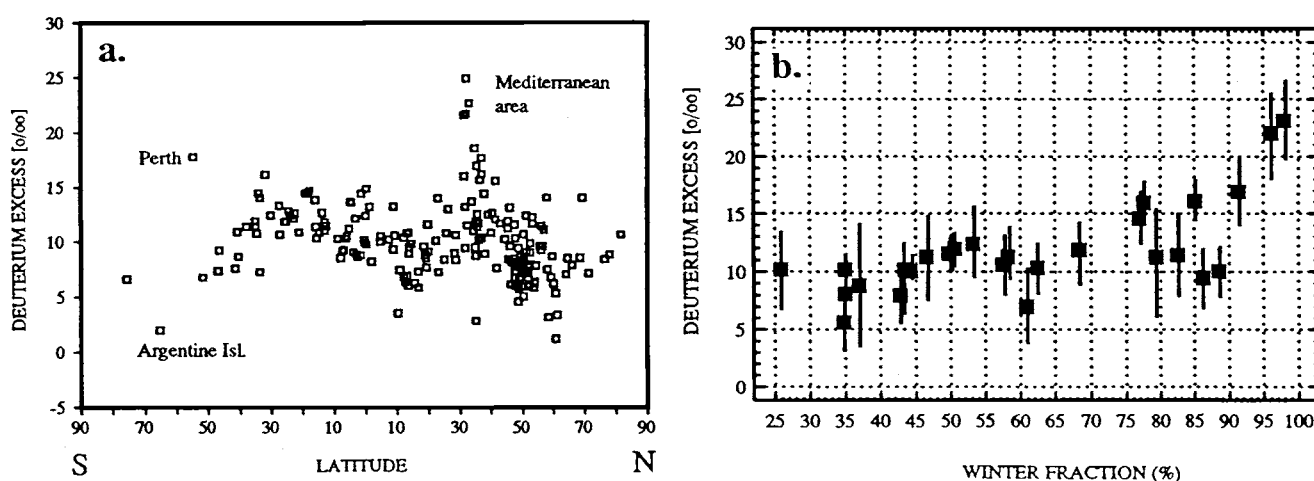 a.
DEUTERIUM EXCESS [o/oo]
30
25
20
15
10
5
0
-5
Mediterranean
area
Perth
Argentine Isl.
90
70
50
30
10
10
30
50
70
90
S
LATITUDE
N
b.
DEUTERIUM EXCESS [o/oo]
30
25
20
15
10
5
0
25 30 35 40 45 50 55 60 65 70 75 80 85 90 95 100
WINTER FRACTION (%)